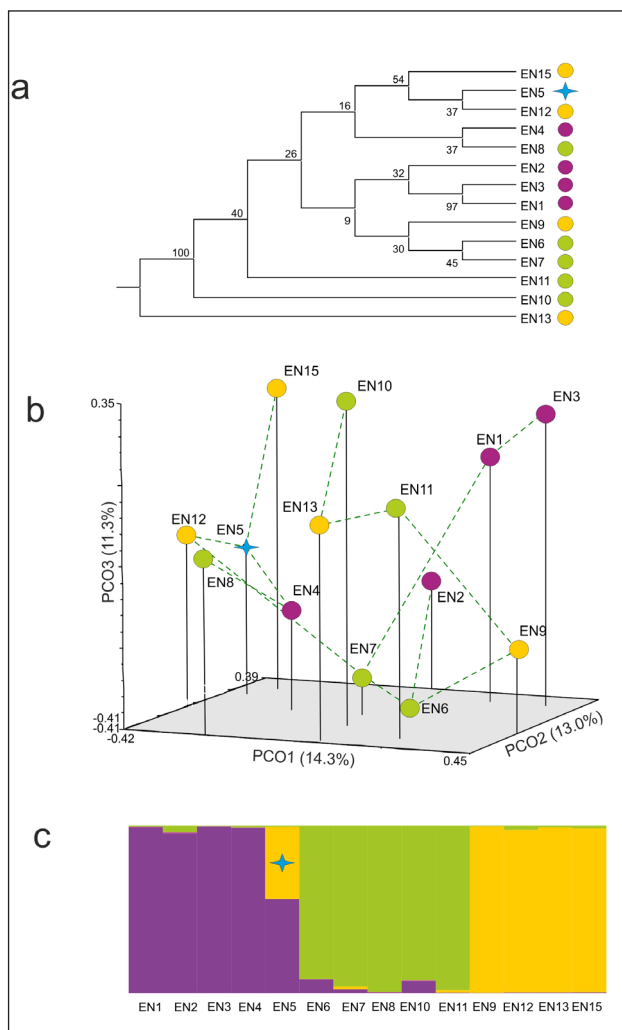 a
EN15
54
EN5
37
EN12
16
EN4
37
EN8
26
EN2
32
EN3
97
EN1
9
40
EN9
30
EN6
45
EN7
100
EN11
EN10
EN13
b
0.35
EN15
EN10
EN3
EN1
EN11
EN12
EN5
EN13
EN8
EN4
EN2
EN7
EN9
EN6
PCO3 (11.3%)
0.39
-0.41
-0.41
-0.42
PCO1 (14.3%)
0.45
PCO2 (13.0%)
c
EN1 EN2 EN3 EN4 EN5 EN6 EN7 EN8 EN10 EN11 EN9 EN12 EN13 EN15